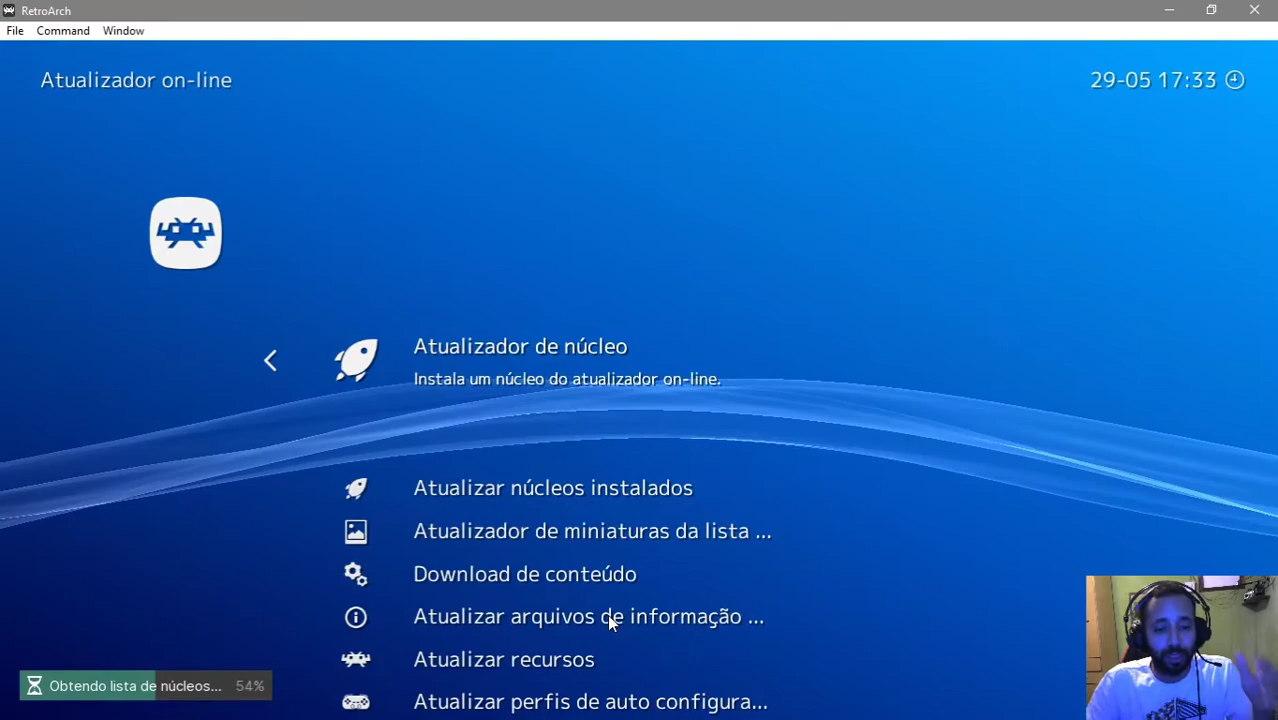 RetroArch
File Command Window
Atualizador on-line
29-05 17:33
Atualizador de núcleo
Instala um núcleo do atualizador on-line.
Atualizar núcleos instalados
Atualizador de miniaturas da lista ...
Download de conteúdo
Atualizar arquivos de informação ...
Atualizar recursos
Atualizar perfis de auto configura...
Obtendo lista de núcleos... 54%